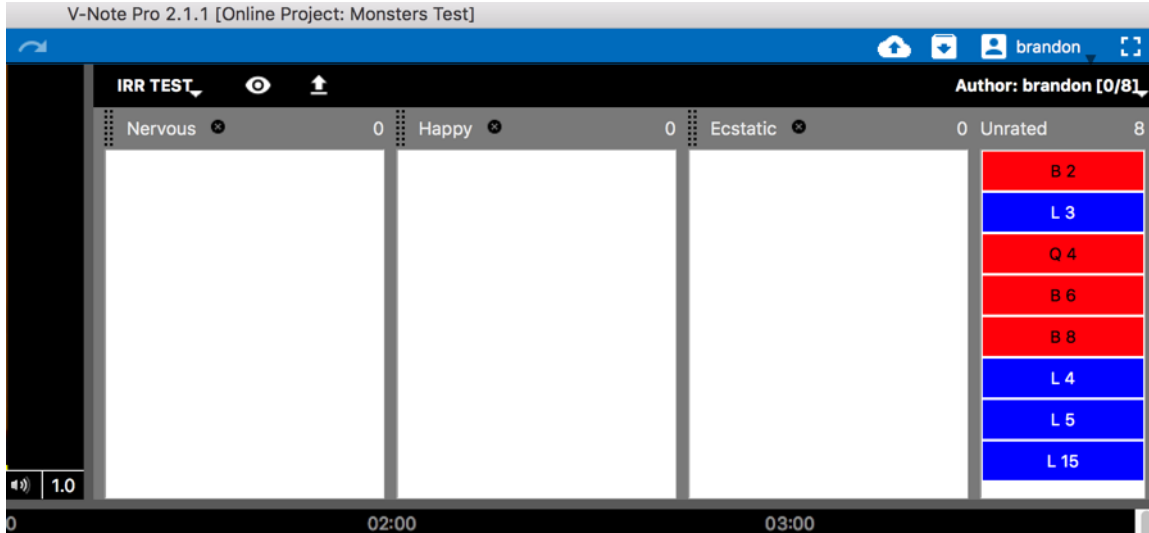 V-Note Pro 2.1.1 [Online Project: Monsters Test]
brandon
IRR TEST
Author: brandon [0/8]
Nervous 0 Happy 0 Ecstatic 0 Unrated 8
B 2
L 3
Q 4
B 6
B 8
L 4
L 5
L 15
1.0
0 02:00 03:00